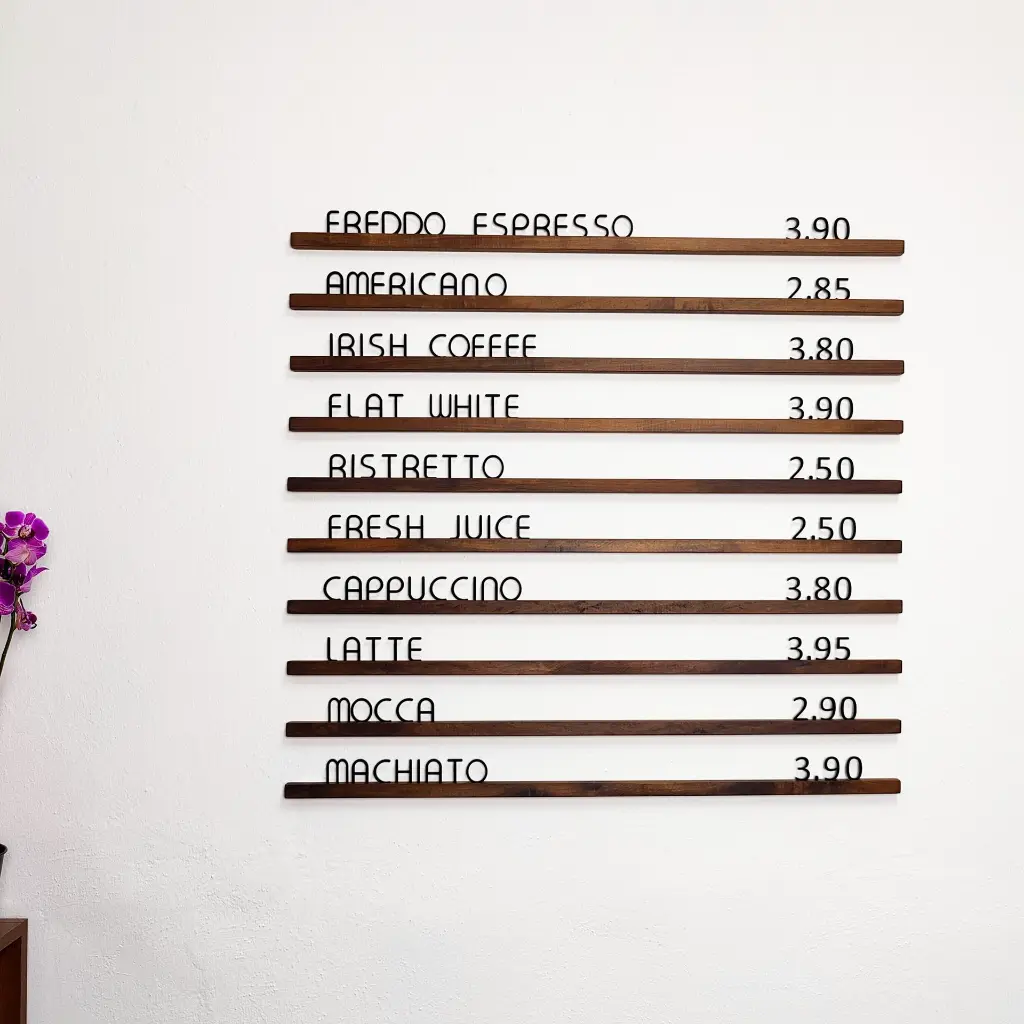 FREDDO ESPRESSO 3.90
AMERICANO 2.85
IRISH COFFEE 3.80
FLAT WHITE 3.90
RISTRETTO 2.50
FRESH JUICE 2.50
CAPPUCCINO 3.80
LATTE 3.95
MOCCA 2.90
MACHIATO 3.90